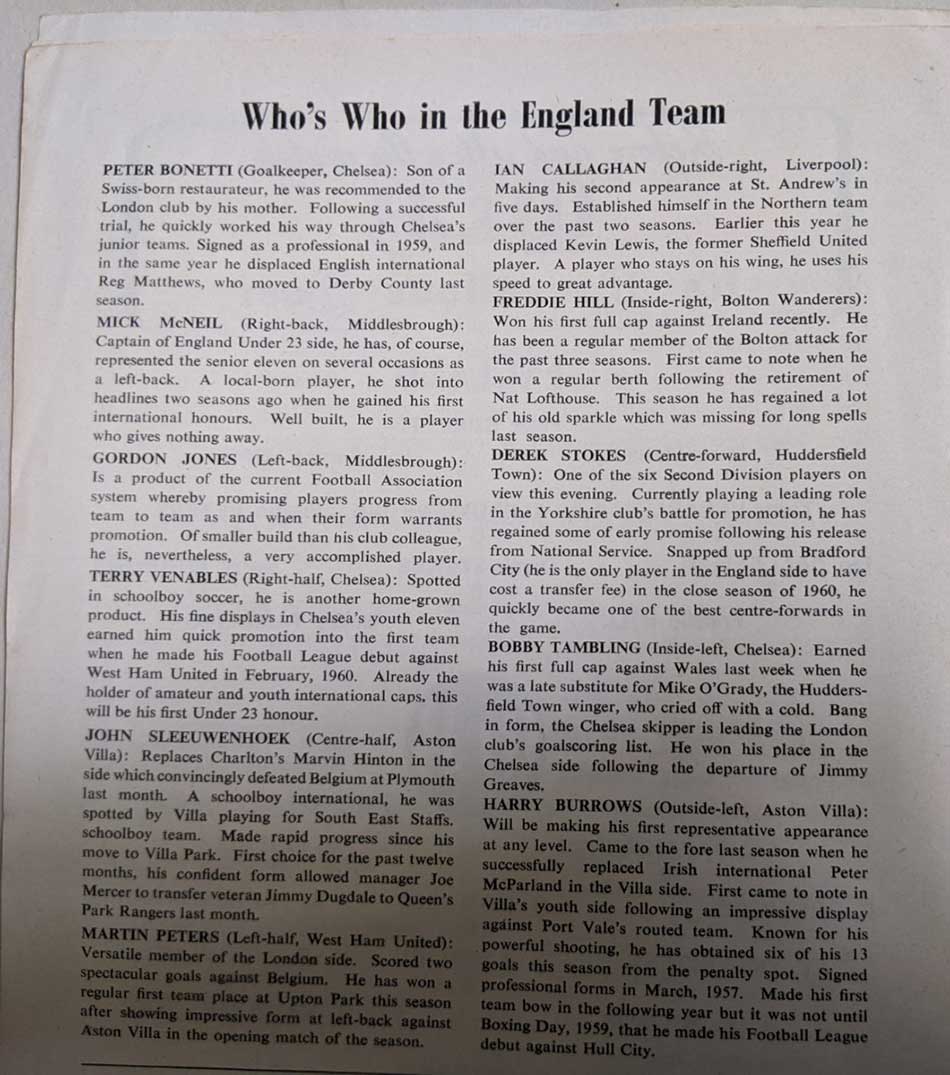 Who's Who in the England Team
PETER BONETTI (Goalkeeper, Chelsea): Son of a
Swiss-born restaurateur, he was recommended to the
London club by his mother. Following a successful
trial, he quickly worked his way through Chelsea's
junior teams. Signed as a professional in 1959, and
in the same year he displaced English international
Reg Matthews, who moved to Derby County last
season.
MICK McNEIL (Right-back, Middlesbrough):
Captain of England Under 23 side, he has, of course,
represented the senior eleven on several occasions as
a left-back. A local-born player, he shot into
headlines two seasons ago when he gained his first
international honours. Well built, he is a player
who gives nothing away.
GORDON JONES (Left-back, Middlesbrough):
Is a product of the current Football Association
system whereby promising players progress from
team to team as and when their form warrants
promotion. Of smaller build than his club colleague,
he is, nevertheless, a very accomplished player.
TERRY VENABLES (Right-half, Chelsea): Spotted
in schoolboy soccer, he is another home-grown
product. His fine displays in Chelsea's youth eleven
earned him quick promotion into the first team
when he made his Football League debut against
West Ham United in February, 1960. Already the
holder of amateur and youth international caps, this
will be his first Under 23 honour.
JOHN SLEEUWENHOEK (Centre-half, Aston
Villa): Replaces Charlton's Marvin Hinton in the
side which convincingly defeated Belgium at Plymouth
last month. A schoolboy international, he was
spotted by Villa playing for South East Staffs.
schoolboy team. Made rapid progress since his
move to Villa Park. First choice for the past twelve
months, his confident form allowed manager Joe
Mercer to transfer veteran Jimmy Dugdale to Queen's
Park Rangers last month.
MARTIN PETERS (Left-half, West Ham United):
Versatile member of the London side. Scored two
spectacular goals against Belgium. He has won a
regular first team place at Upton Park this season
after showing impressive form at left-back against
Aston Villa in the opening match of the season.
IAN CALLAGHAN (Outside-right, Liverpool):
Making his second appearance at St. Andrew's in
five days. Established himself in the Northern team
over the past two seasons. Earlier this year he
displaced Kevin Lewis, the former Sheffield United
player. A player who stays on his wing, he uses his
speed to great advantage.
FREDDIE HILL (Inside-right, Bolton Wanderers):
Won his first full cap against Ireland recently. He
has been a regular member of the Bolton attack for
the past three seasons. First came to note when he
won a regular berth following the retirement of
Nat Lofthouse. This season he has regained a lot
of his old sparkle which was missing for long spells
last season.
DEREK STOKES (Centre-forward, Huddersfield
Town): One of the six Second Division players on
view this evening. Currently playing a leading role
in the Yorkshire club's battle for promotion, he has
regained some of early promise following his release
from National Service. Snapped up from Bradford
City (he is the only player in the England side to have
cost a transfer fee) in the close season of 1960, he
quickly became one of the best centre-forwards in
the game.
BOBBY TAMBLING (Inside-left, Chelsea): Earned
his first full cap against Wales last week when he
was a late substitute for Mike O'Grady, the Hudders-
field Town winger, who cried off with a cold. Bang
in form, the Chelsea skipper is leading the London
club's goalscoring list. He won his place in the
Chelsea side following the departure of Jimmy
Greaves.
HARRY BURROWS (Outside-left, Aston Villa):
Will be making his first representative appearance
at any level. Came to the fore last season when he
successfully replaced Irish international Peter
McParland in the Villa side. First came to note in
Villa's youth side following an impressive display
against Port Vale's routed team. Known for his
powerful shooting, he has obtained six of his 13
goals this season from the penalty spot. Signed
professional forms in March, 1957. Made his first
team bow in the following year but it was not until
Boxing Day, 1959, that he made his Football League
debut against Hull City.